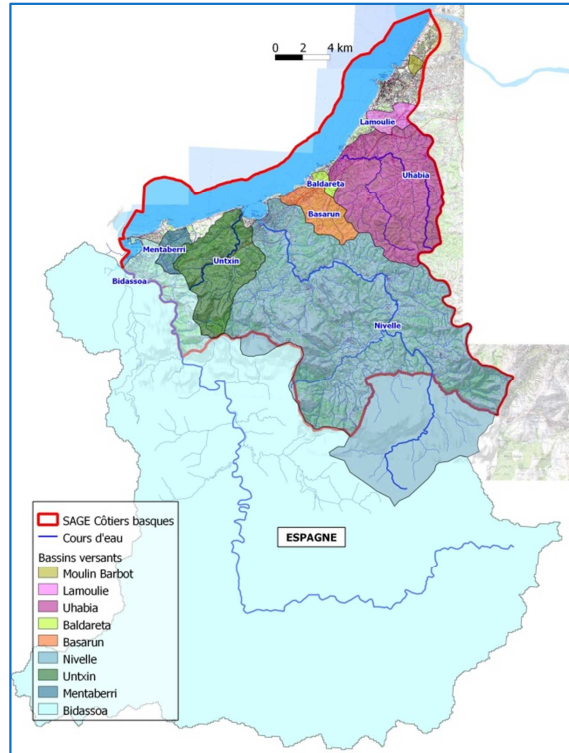 0 2 4 km
Lamoulie
Uhabia
Baldareta
Basarun
Mentaberri
Untxin
Bidassoa
Nivelle
ESPAGNE
SAGE Côtiers basques
Cours d'eau
Bassins versants
Moulin Barbot
Lamoulie
Uhabia
Baldareta
Basarun
Nivelle
Untxin
Mentaberri
Bidassoa